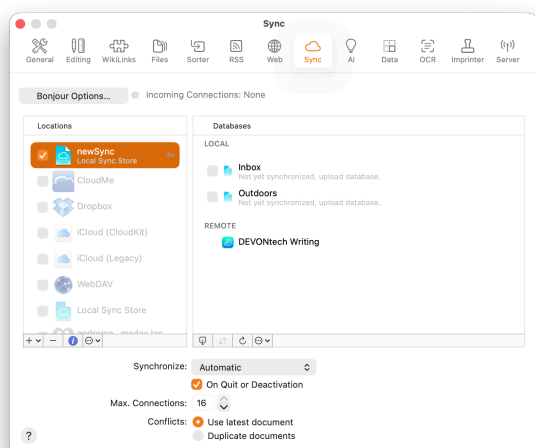 Sync
General Editing WikiLinks Files Sorter RSS Web Sync AI Data OCR Imprinter Server
Bonjour Options... Incoming Connections: None
Locations
newSync
Local Sync Store
CloudMe
Dropbox
iCloud (CloudKit)
iCloud (Legacy)
WebDAV
Local Sync Store
Databases
LOCAL
Inbox
Not yet synchronized, upload database.
Outdoors
Not yet synchronized, upload database.
REMOTE
DEVONtech Writing
Synchronize: Automatic
On Quit or Deactivation
Max. Connections: 16
Conflicts: Use latest document
Duplicate documents
?